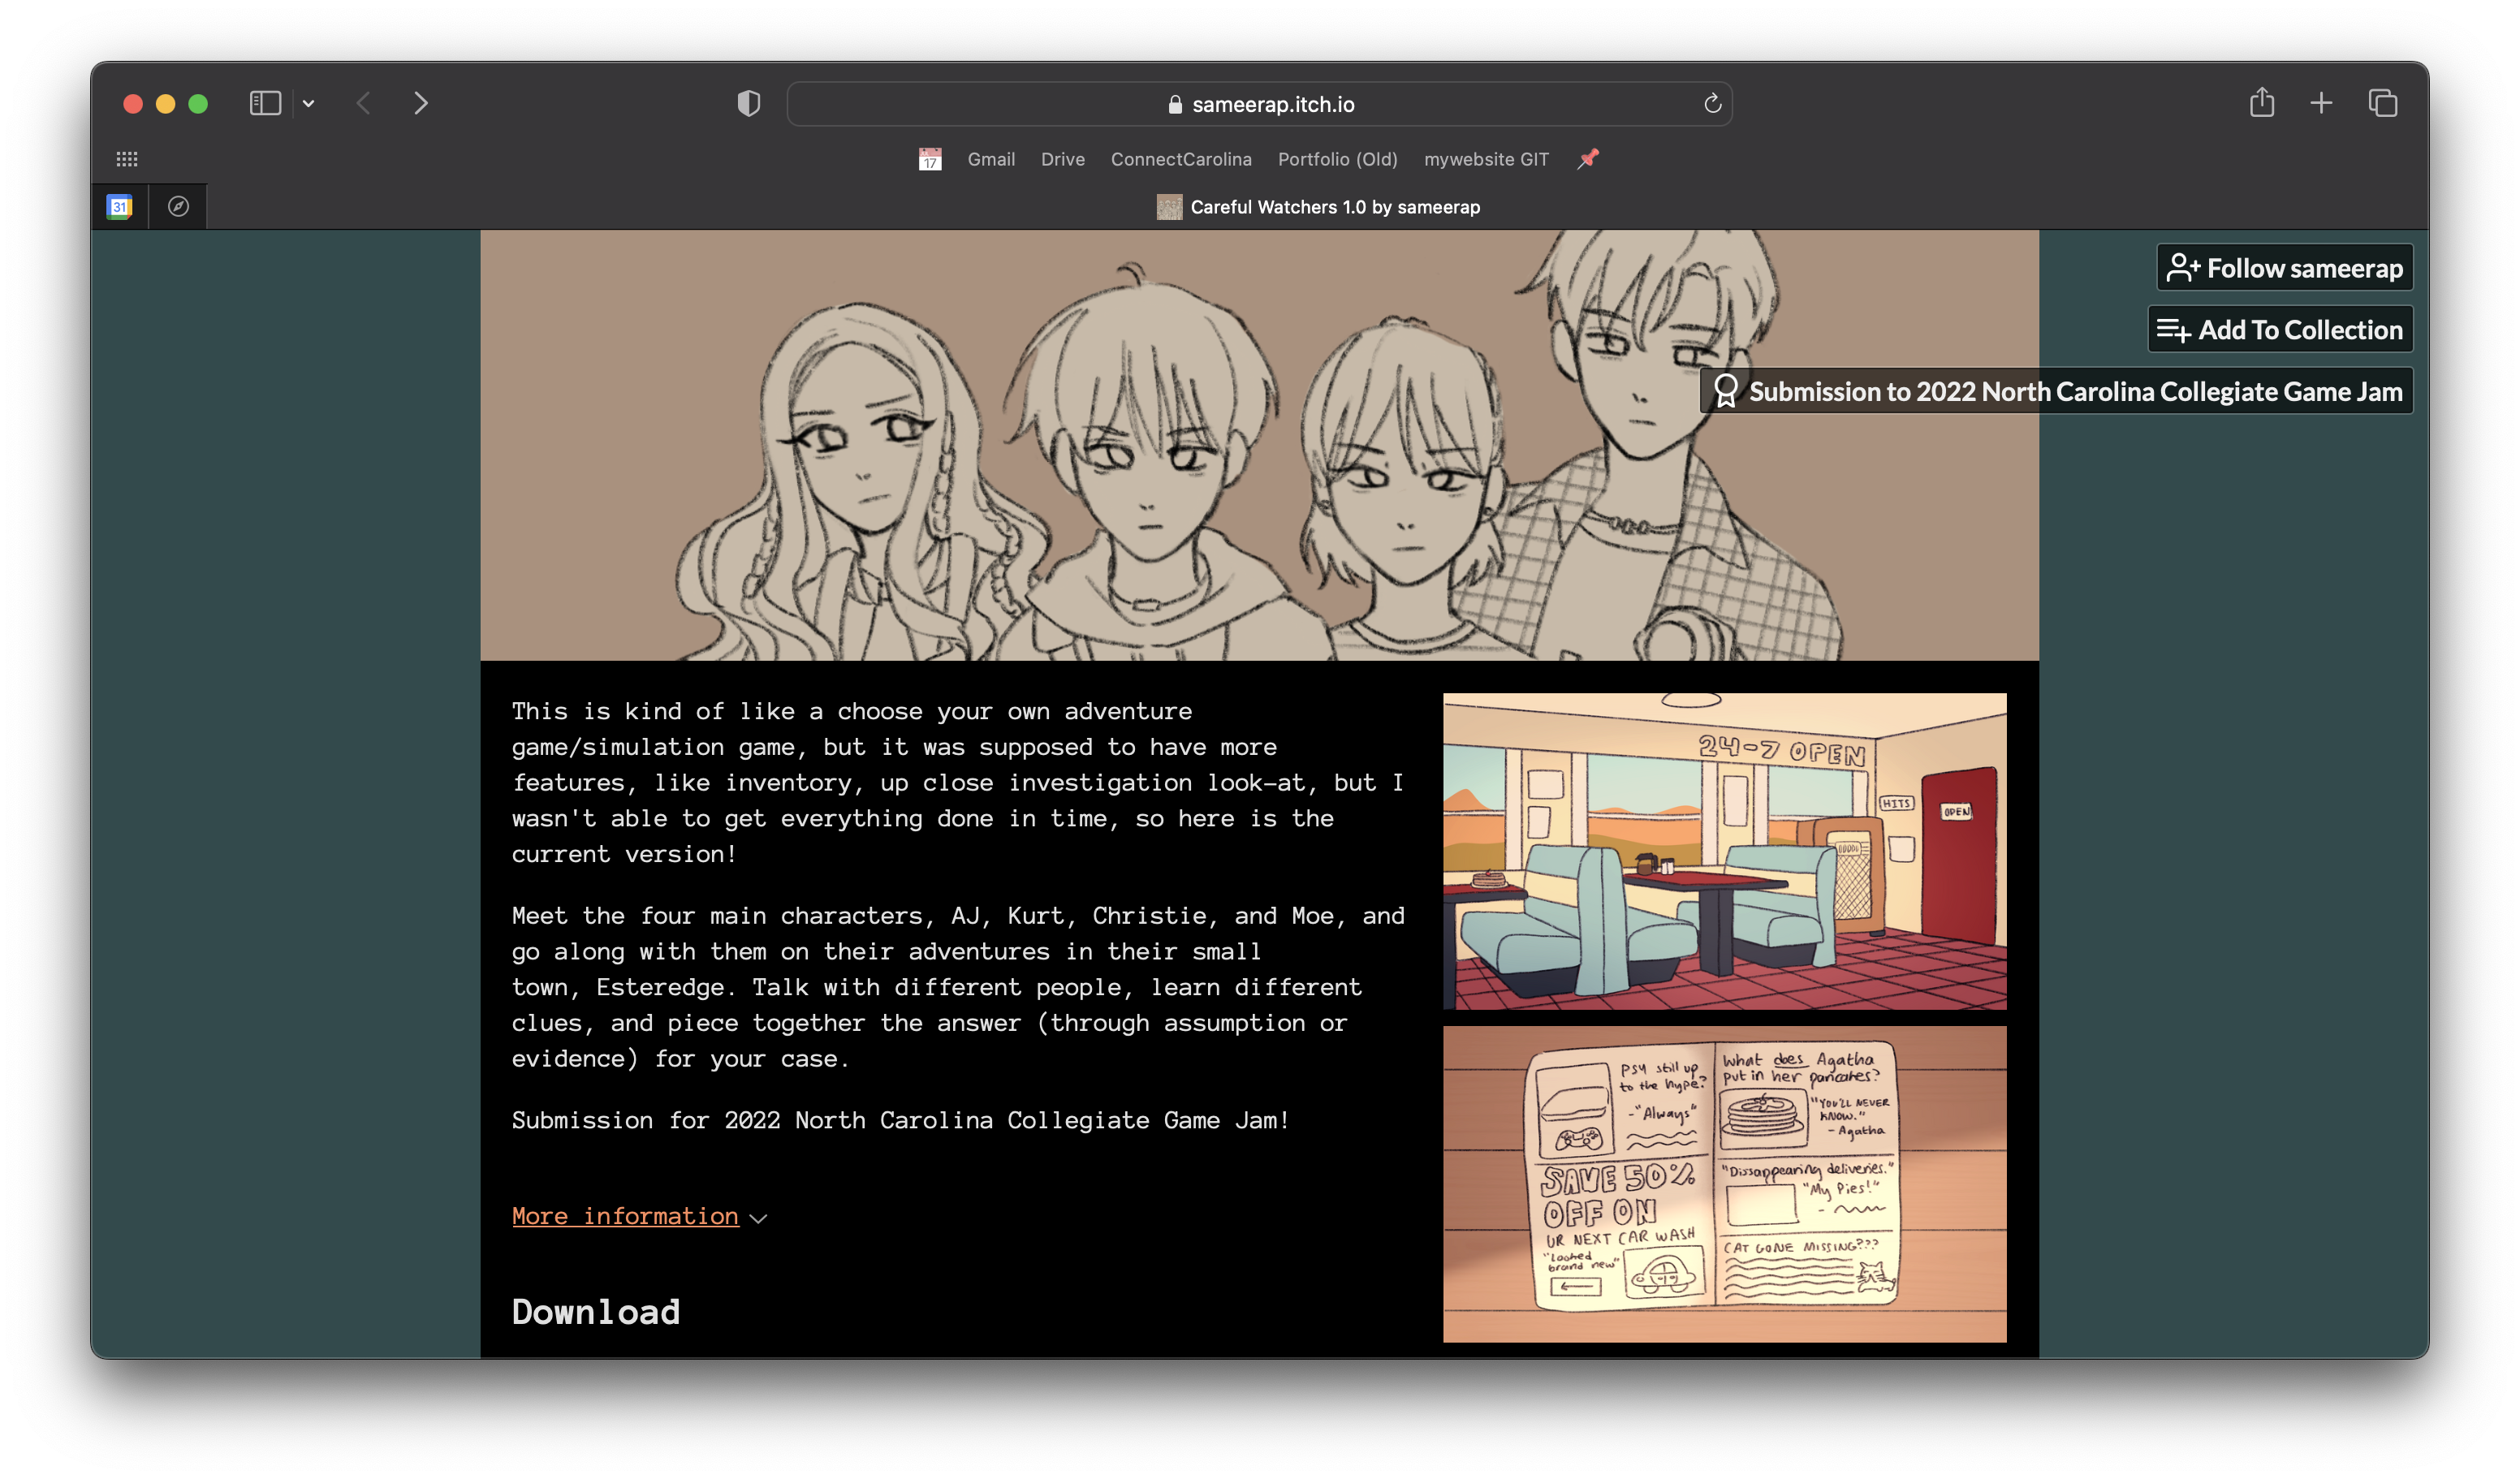 sameerap.itch.io
17
Gmail Drive ConnectCarolina Portfolio (Old) mywebsite GIT
31
Careful Watchers 1.0 by sameerap
Follow sameerap
Add To Collection
Submission to 2022 North Carolina Collegiate Game Jam
This is kind of like a choose your own adventure
game/simulation game, but it was supposed to have more
features, like inventory, up close investigation look-at, but I
wasn't able to get everything done in time, so here is the
current version!
Meet the four main characters, AJ, Kurt, Christie, and Moe, and
go along with them on their adventures in their small
town, Esteredge. Talk with different people, learn different
clues, and piece together the answer (through assumption or
evidence) for your case.
Submission for 2022 North Carolina Collegiate Game Jam!
More information
Download
24-7 OPEN
HITS
OPEN
PS4 still up
to the hype?
-"Always"
SAVE 50%
OFF ON
UR NEXT CAR WASH
"Looked
brand new"
What does Agatha
put in her pancakes?
"YOU'LL NEVER
KNOW."
- Agatha
"Dissappearing deliveries."
"My Pies!"
CAT GONE MISSING???